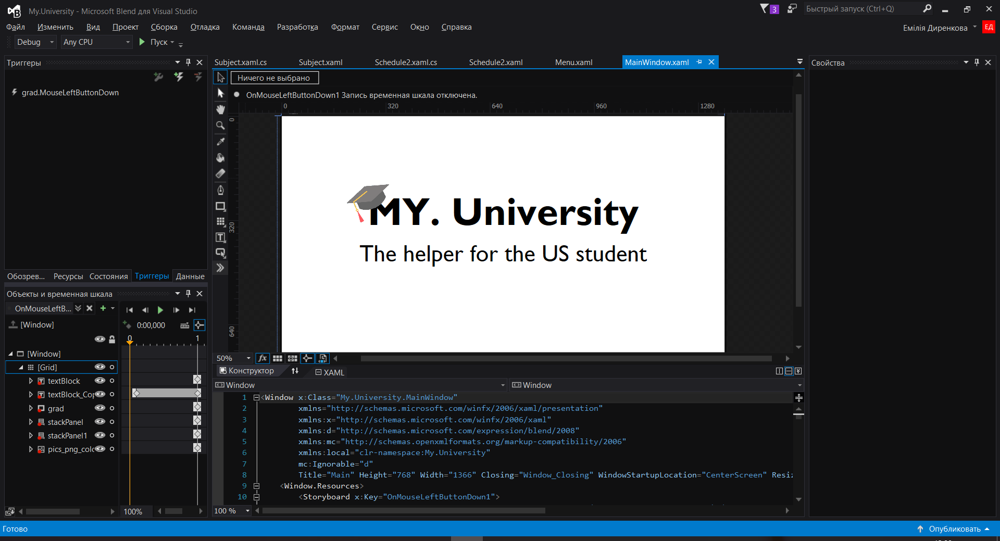 My.University - Microsoft Blend для Visual Studio
3
Быстрый запуск (Ctrl+Q)
Файл Изменить Вид Проект Сборка Отладка Команда Разработка Формат Сервис Окно Справка
Емілія Диренкова ЕД
Debug Any CPU Пуск
Триггеры
grad.MouseLeftButtonDown
Обозрев... Ресурсы Состояния Триггеры Данные
Объекты и временная шкала
OnMouseLeftB...
[Window] 0:00,000
0 1
[Window]
[Grid]
textBlock
textBlock_Cop
grad
stackPanel
stackPanel1
pics_png_colo
100%
Subject.xaml.cs Subject.xaml Schedule2.xaml.cs Schedule2.xaml Menu.xaml MainWindow.xaml
Ничего не выбрано
OnMouseLeftButtonDown1 Запись временная шкала отключена.
0 320 640 960 1280
0
320
640
MY. University
The helper for the US student
50%
Конструктор XAML
Window Window
1 <Window x:Class="My.University.MainWindow"
2 xmlns="http://schemas.microsoft.com/winfx/2006/xaml/presentation"
3 xmlns:x="http://schemas.microsoft.com/winfx/2006/xaml"
4 xmlns:d="http://schemas.microsoft.com/expression/blend/2008"
5 xmlns:mc="http://schemas.openxmlformats.org/markup-compatibility/2006"
6 xmlns:local="clr-namespace:My.University"
7 mc:Ignorable="d"
8 Title="Main" Height="768" Width="1366" Closing="Window_Closing" WindowStartupLocation="CenterScreen" Resiz
9 <Window.Resources>
10 <Storyboard x:Key="OnMouseLeftButtonDown1">
100 %
Свойства
Готово
Опубликовать